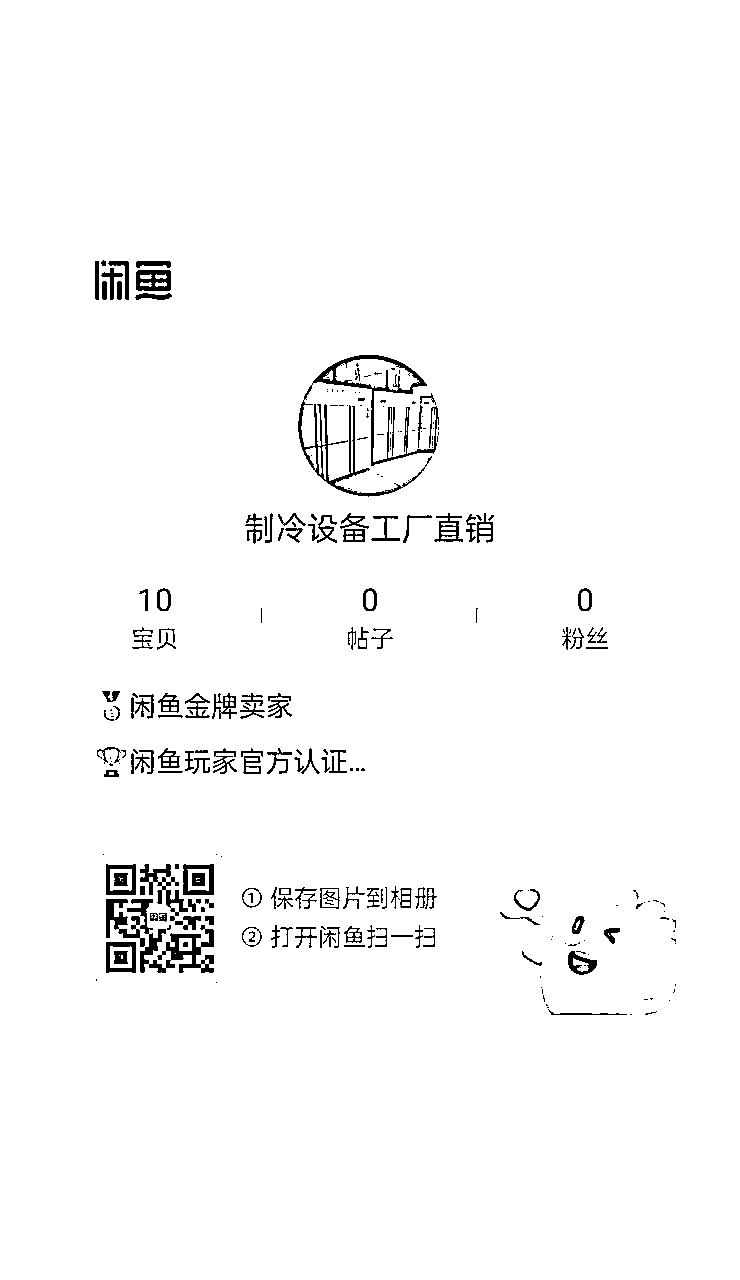 闲鱼
制冷设备工厂直销
10 0 0
宝贝 帖子 粉丝
闲鱼金牌卖家
闲鱼玩家官方认证...
① 保存图片到相册
② 打开闲鱼扫一扫